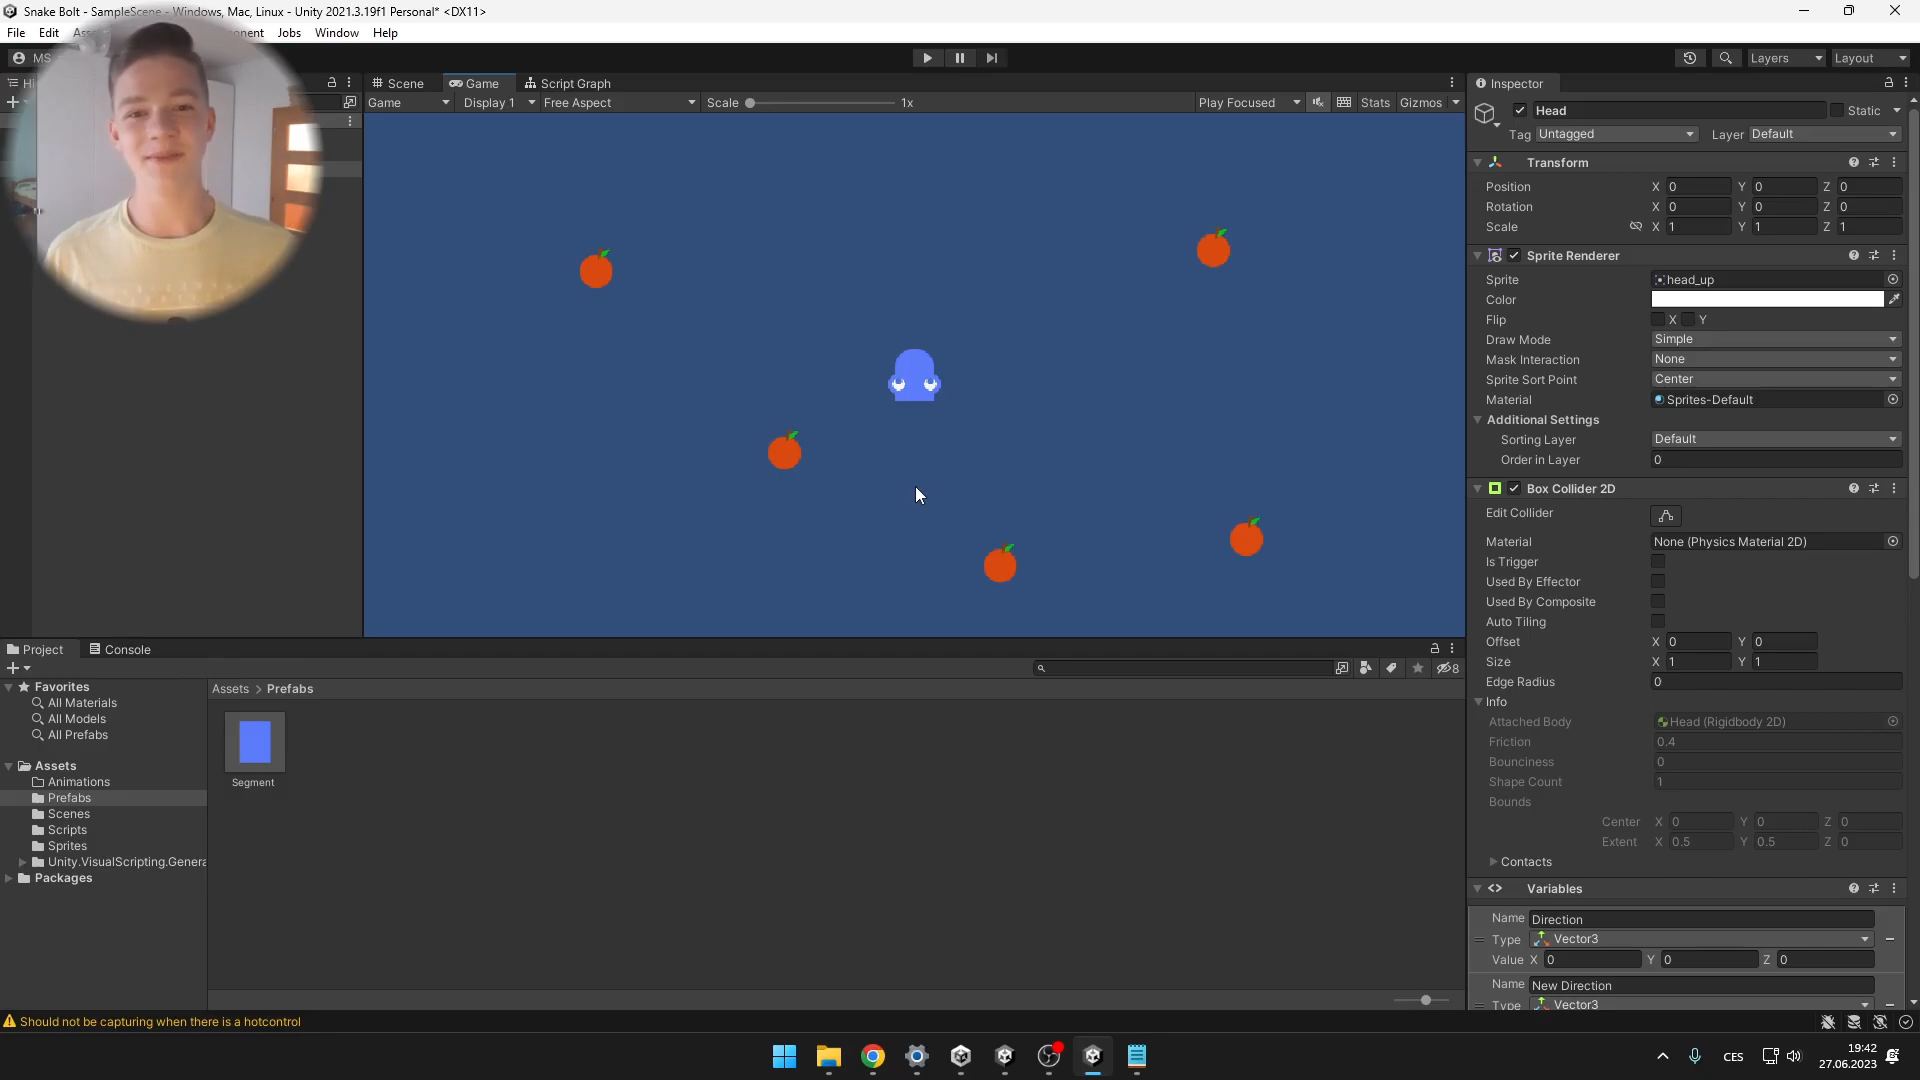 Snake Bolt - SampleScene - Windows, Mac, Linux - Unity 2021.3.19f1 Personal* <DX11>
File Edit Jobs Window Help
MS
Layers Layout
Scene Game Script Graph
Game Display 1 Free Aspect Scale 1x Play Focused Stats Gizmos
Inspector
Head Static
Tag Untagged Layer Default
Transform
Position X 0 Y 0 Z 0
Rotation X 0 Y 0 Z 0
Scale X 1 Y 1 Z 1
Sprite Renderer
Sprite head_up
Color
Flip X Y
Draw Mode Simple
Mask Interaction None
Sprite Sort Point Center
Material Sprites-Default
Additional Settings
Sorting Layer Default
Order in Layer 0
Box Collider 2D
Edit Collider
Material None (Physics Material 2D)
Is Trigger
Used By Effector
Used By Composite
Auto Tiling
Offset X 0 Y 0
Size X 1 Y 1
Edge Radius 0
Info
Attached Body Head (Rigidbody 2D)
Friction 0.4
Bounciness 0
Shape Count 1
Bounds
Center X 0 Y 0 Z 0
Extent X 0.5 Y 0.5 Z 0
Contacts
Variables
Name Direction
Type Vector3
Value X 0 Y 0 Z 0
Name New Direction
Type Vector3
Project Console
8
Favorites
All Materials
All Models
All Prefabs
Assets
Animations
Prefabs
Scenes
Scripts
Sprites
Unity.VisualScripting.Genera
Packages
Assets > Prefabs
Segment
Should not be capturing when there is a hotcontrol
CES
19:42
27.06.2023